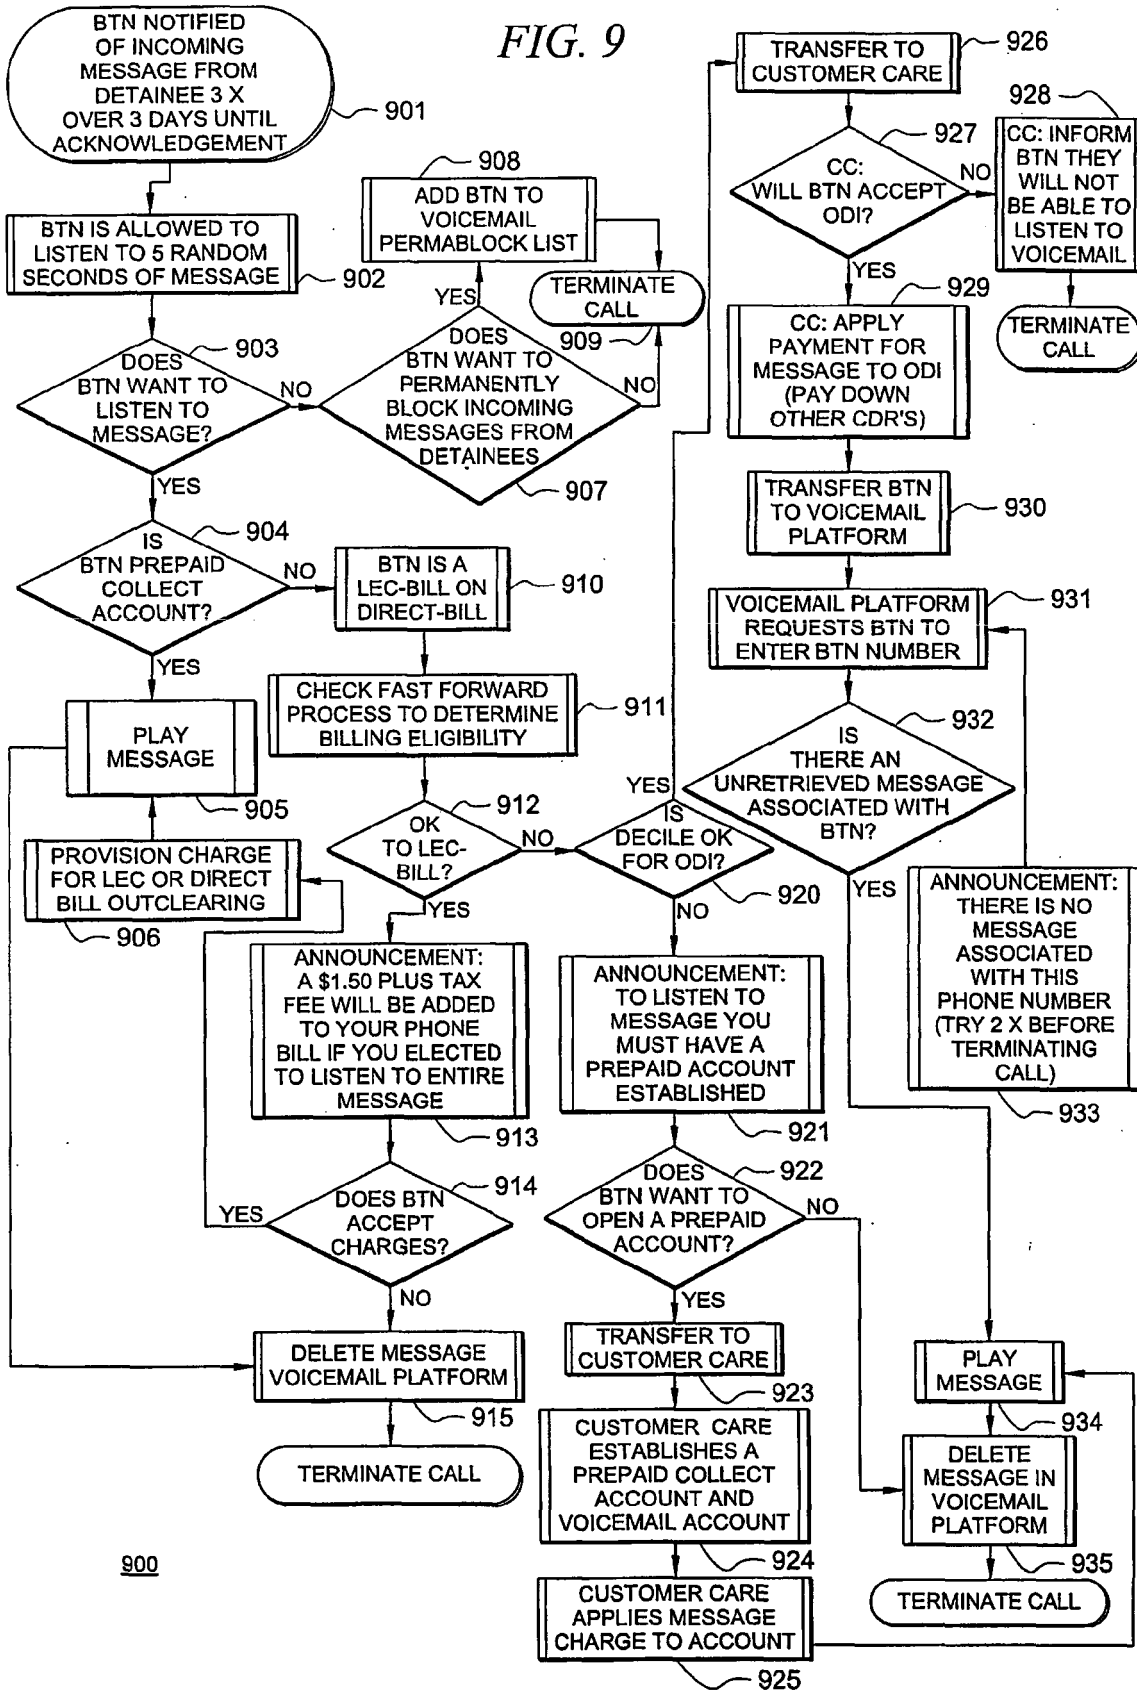 FIG. 9
BTN NOTIFIED
OF INCOMING
MESSAGE FROM
DETAINEE 3 X
OVER 3 DAYS UNTIL
ACKNOWLEDGEMENT
901
BTN IS ALLOWED TO
LISTEN TO 5 RANDOM
SECONDS OF MESSAGE
902
DOES
BTN WANT TO
LISTEN TO
MESSAGE?
903
NO
YES
DOES
BTN WANT TO
PERMANENTLY
BLOCK INCOMING
MESSAGES FROM
DETAINEES
907
YES
NO
908
ADD BTN TO
VOICEMAIL
PERMABLOCK LIST
TERMINATE
CALL
909
IS
BTN PREPAID
COLLECT
ACCOUNT?
904
NO
YES
PLAY
MESSAGE
905
PROVISION CHARGE
FOR LEC OR DIRECT
BILL OUTCLEARING
906
BTN IS A
LEC-BILL ON
DIRECT-BILL
910
CHECK FAST FORWARD
PROCESS TO DETERMINE
BILLING ELIGIBILITY
911
OK
TO LEC-
BILL?
912
NO
YES
ANNOUNCEMENT:
A $1.50 PLUS TAX
FEE WILL BE ADDED
TO YOUR PHONE
BILL IF YOU ELECTED
TO LISTEN TO ENTIRE
MESSAGE
913
DOES BTN
ACCEPT
CHARGES?
914
YES
NO
DELETE MESSAGE
VOICEMAIL PLATFORM
915
TERMINATE CALL
IS
DECILE OK
FOR ODI?
920
YES
NO
ANNOUNCEMENT:
TO LISTEN TO
MESSAGE YOU
MUST HAVE A
PREPAID ACCOUNT
ESTABLISHED
921
DOES
BTN WANT TO
OPEN A PREPAID
ACCOUNT?
922
NO
YES
TRANSFER TO
CUSTOMER CARE
923
CUSTOMER CARE
ESTABLISHES A
PREPAID COLLECT
ACCOUNT AND
VOICEMAIL ACCOUNT
924
CUSTOMER CARE
APPLIES MESSAGE
CHARGE TO ACCOUNT
925
TRANSFER TO
CUSTOMER CARE
926
CC:
WILL BTN ACCEPT
ODI?
927
NO
YES
928
CC: INFORM
BTN THEY
WILL NOT
BE ABLE TO
LISTEN TO
VOICEMAIL
TERMINATE
CALL
929
CC: APPLY
PAYMENT FOR
MESSAGE TO ODI
(PAY DOWN
OTHER CDR'S)
TRANSFER BTN
TO VOICEMAIL
PLATFORM
930
VOICEMAIL PLATFORM
REQUESTS BTN TO
ENTER BTN NUMBER
931
IS
THERE AN
UNRETRIEVED MESSAGE
ASSOCIATED WITH
BTN?
932
YES
ANNOUNCEMENT:
THERE IS NO
MESSAGE
ASSOCIATED
WITH THIS
PHONE NUMBER
(TRY 2 X BEFORE
TERMINATING
CALL)
933
PLAY
MESSAGE
934
DELETE
MESSAGE IN
VOICEMAIL
PLATFORM
935
TERMINATE CALL
900